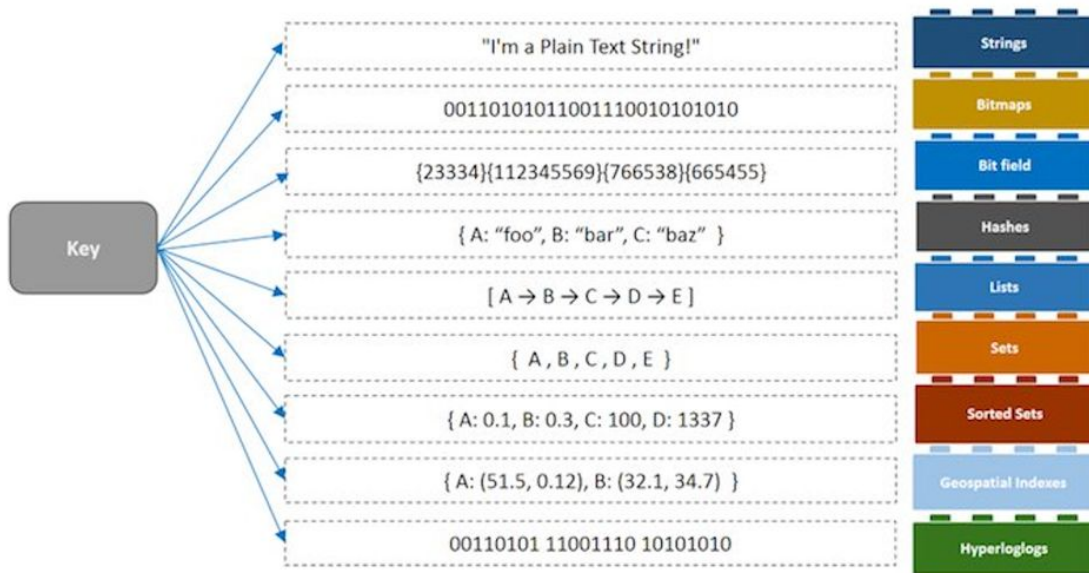 "I'm a Plain Text String!"
Strings
00110101011001110010101010
Bitmaps
{23334}{112345569}{766538}{665455}
Bit field
Key
{ A: “foo”, B: “bar”, C: “baz” }
Hashes
[ A → B → C → D → E ]
Lists
{ A , B , C , D , E }
Sets
{ A: 0.1, B: 0.3, C: 100, D: 1337 }
Sorted Sets
{ A: (51.5, 0.12), B: (32.1, 34.7) }
Geospatial Indexes
00110101 11001110 10101010
Hyperloglogs